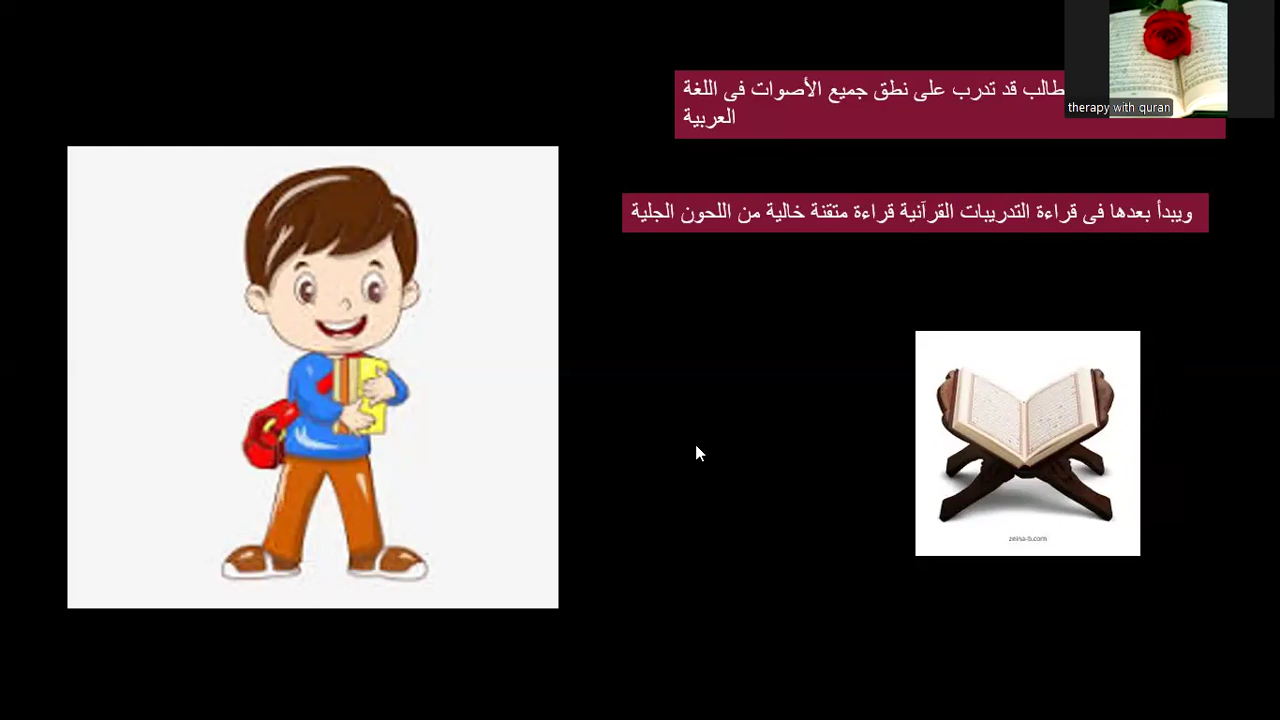 طالب قد تدرب على نطق جميع الأصوات فى اللغة
العربية
therapy with quran
ويبدأ بعدها فى قراءة التدريبات القرآنية قراءة متقنة خالية من اللحون الجلية
zeina-b.com